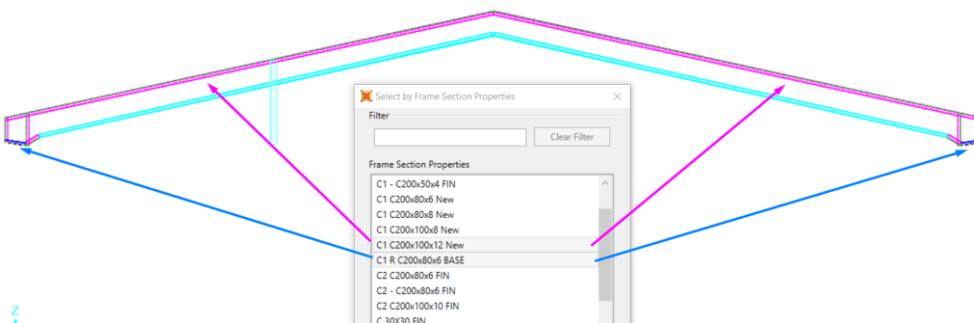 Select by Frame Section Properties
Filter
Clear Filter
Frame Section Properties
C1 - C200x50x4 FIN
C1 C200x80x6 New
C1 C200x80x8 New
C1 C200x100x8 New
C1 C200x100x12 New
C1 R C200x80x6 BASE
C2 C200x80x6 FIN
C2 - C200x80x6 FIN
C2 C200x100x10 FIN
C 30X30 FIN
Z